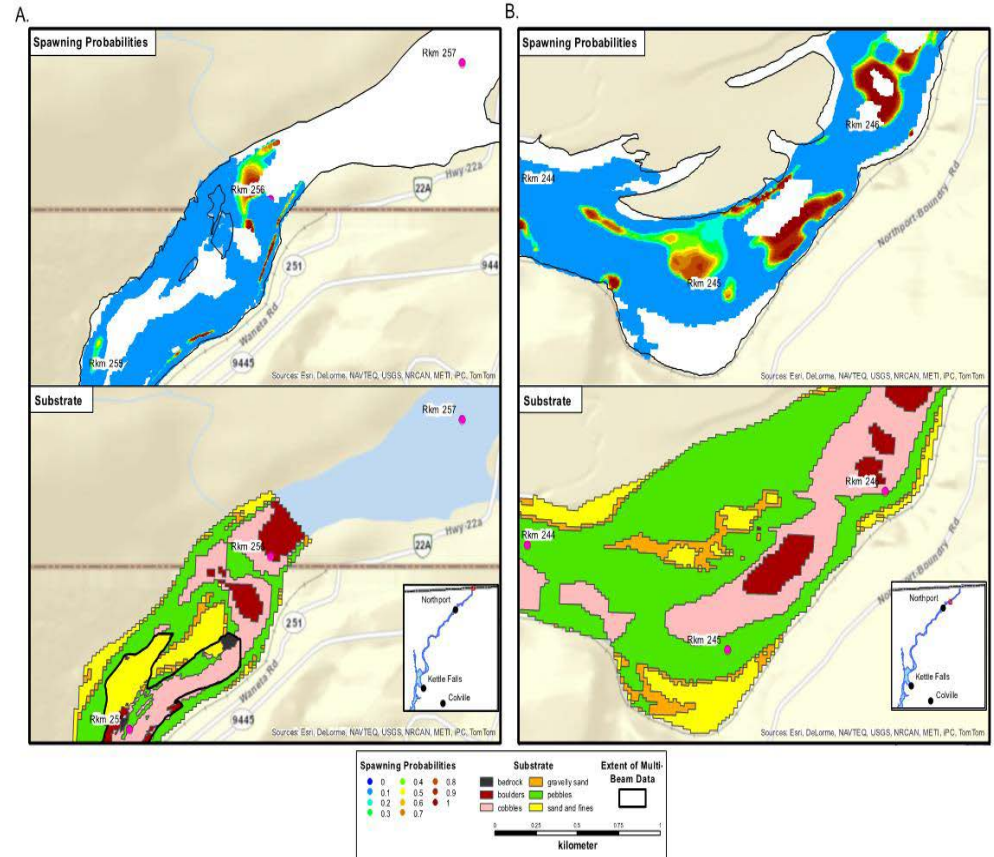 A.
B.
Spawning Probabilities
Rkm 257
Rkm 256
Hwy-22a
22A
251
944
Waneta Rd
Rkm 255
9445
Sources: Esri, DeLorme, NAVTEQ, USGS, NRCAN, METI, iPC, TomTom
Spawning Probabilities
Rkm 246
Rkm 244
Northport-Boundry Rd
Rkm 245
Sources: Esri, DeLorme, NAVTEQ, USGS, NRCAN, METI, iPC, TomTom
Substrate
Rkm 257
Hwy-22a
22A
Rkm 256
251
Waneta Rd
9445
Rkm 255
Northport
Kettle Falls
Colville
Sources: Esri, DeLorme, NAVTEQ, USGS, NRCAN, METI, iPC, TomTom
Substrate
Rkm 246
Rkm 244
Rd
Rkm 245
Northport
Kettle Falls
Colville
Sources: Esri, DeLorme, NAVTEQ, USGS, NRCAN, METI, iPC, TomTom
Spawning Probabilities
0
0.1
0.2
0.3
0.4
0.5
0.6
0.7
0.8
0.9
1
Substrate
bedrock
boulders
cobbles
gravelly sand
pebbles
sand and fines
Extent of Multi-
Beam Data
0 0.25 0.5 0.75 1
kilometer